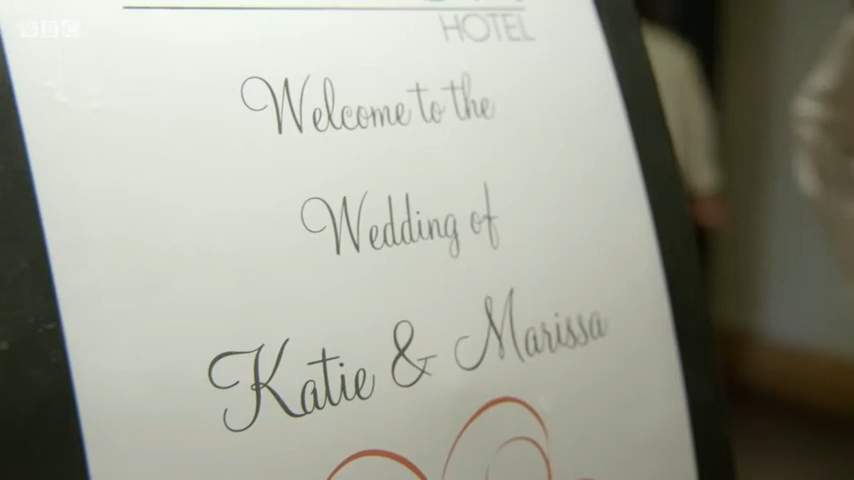 BBC
HOTEL
Welcome to the
Wedding of
Katie & Marissa